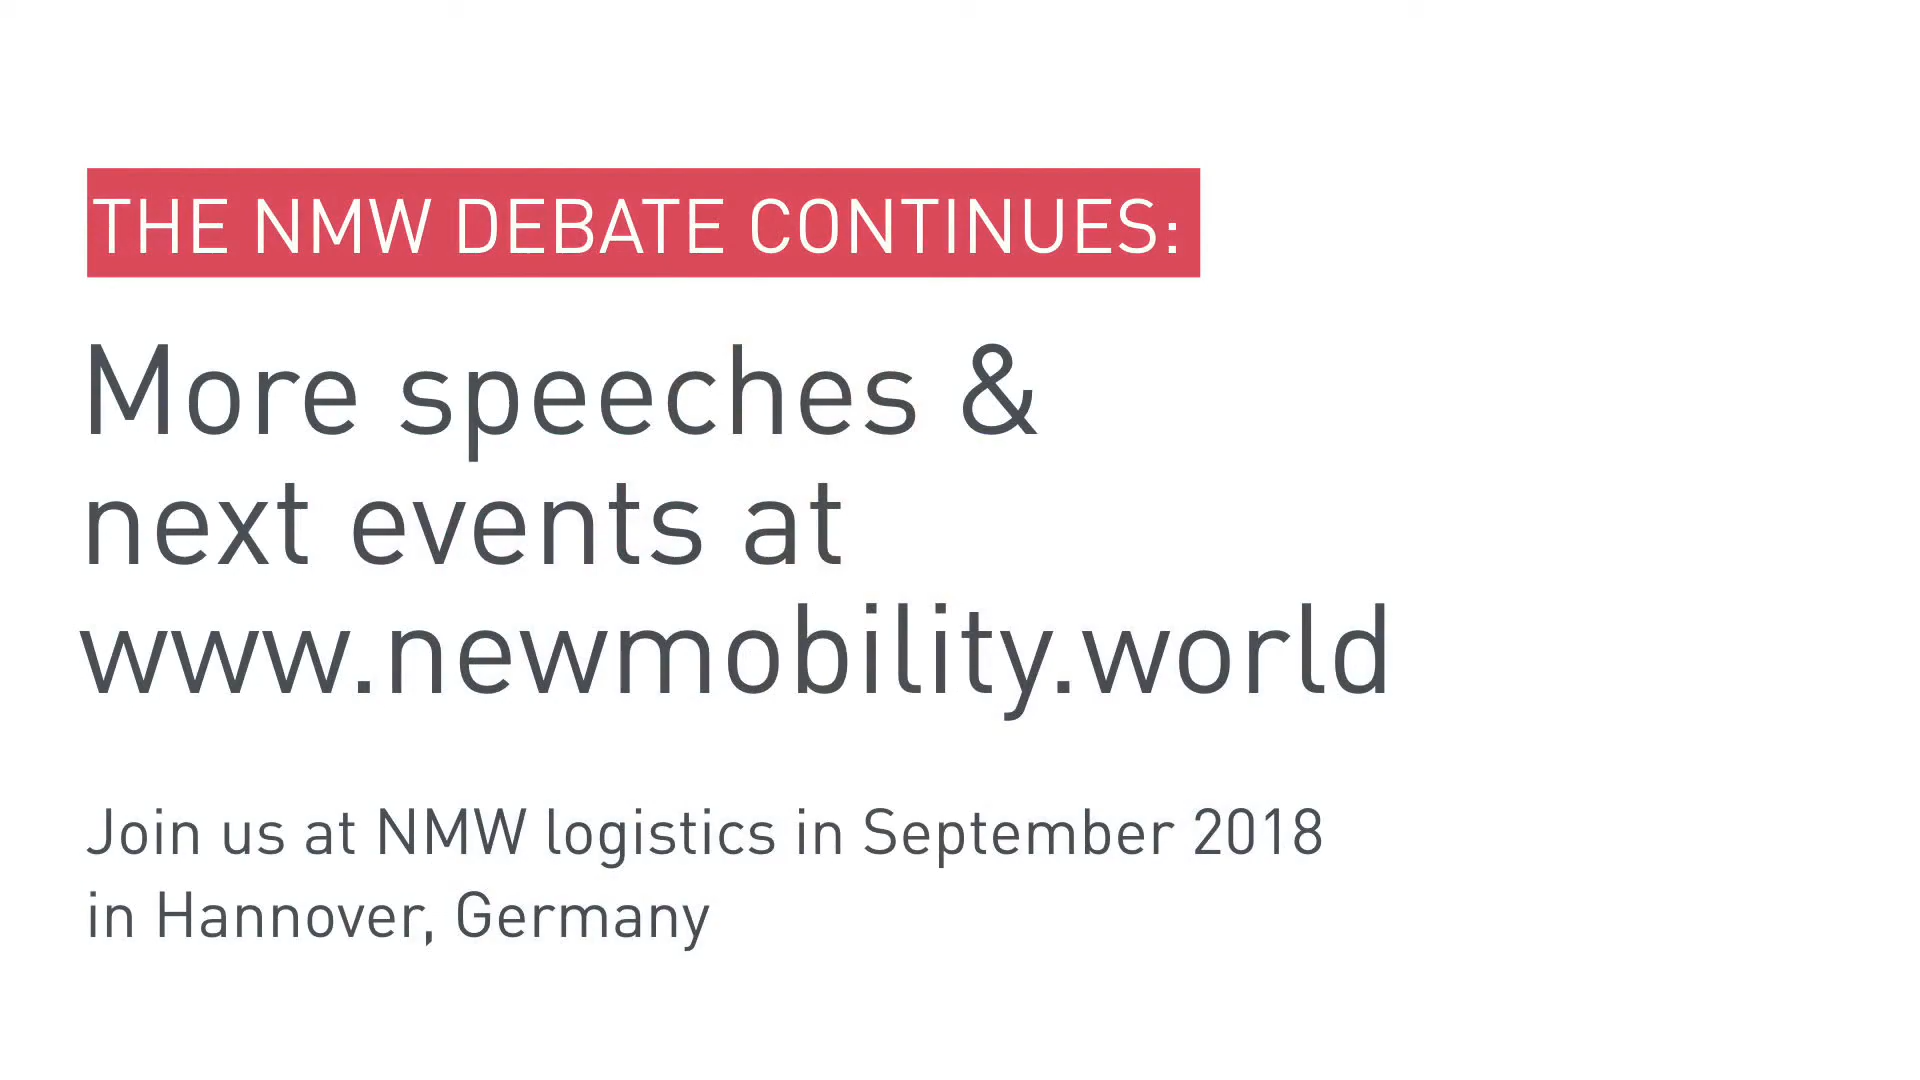 THE NMW DEBATE CONTINUES:
More speeches &
next events at
www.newmobility.world
Join us at NMW logistics in September 2018
in Hannover, Germany